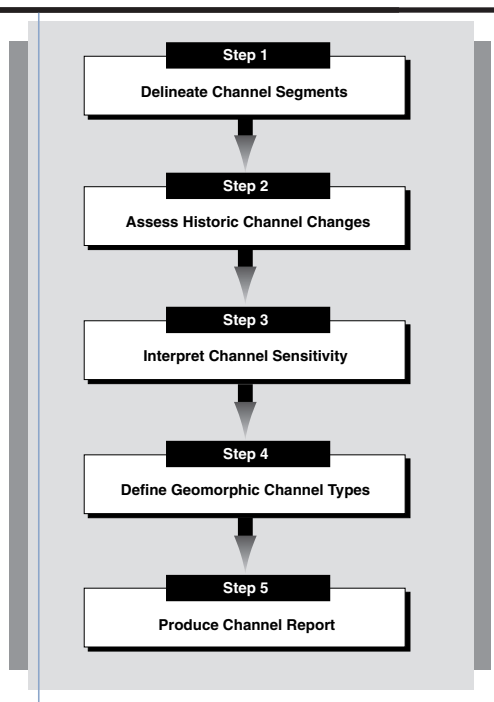 Step 1
Delineate Channel Segments
Step 2
Assess Historic Channel Changes
Step 3
Interpret Channel Sensitivity
Step 4
Define Geomorphic Channel Types
Step 5
Produce Channel Report